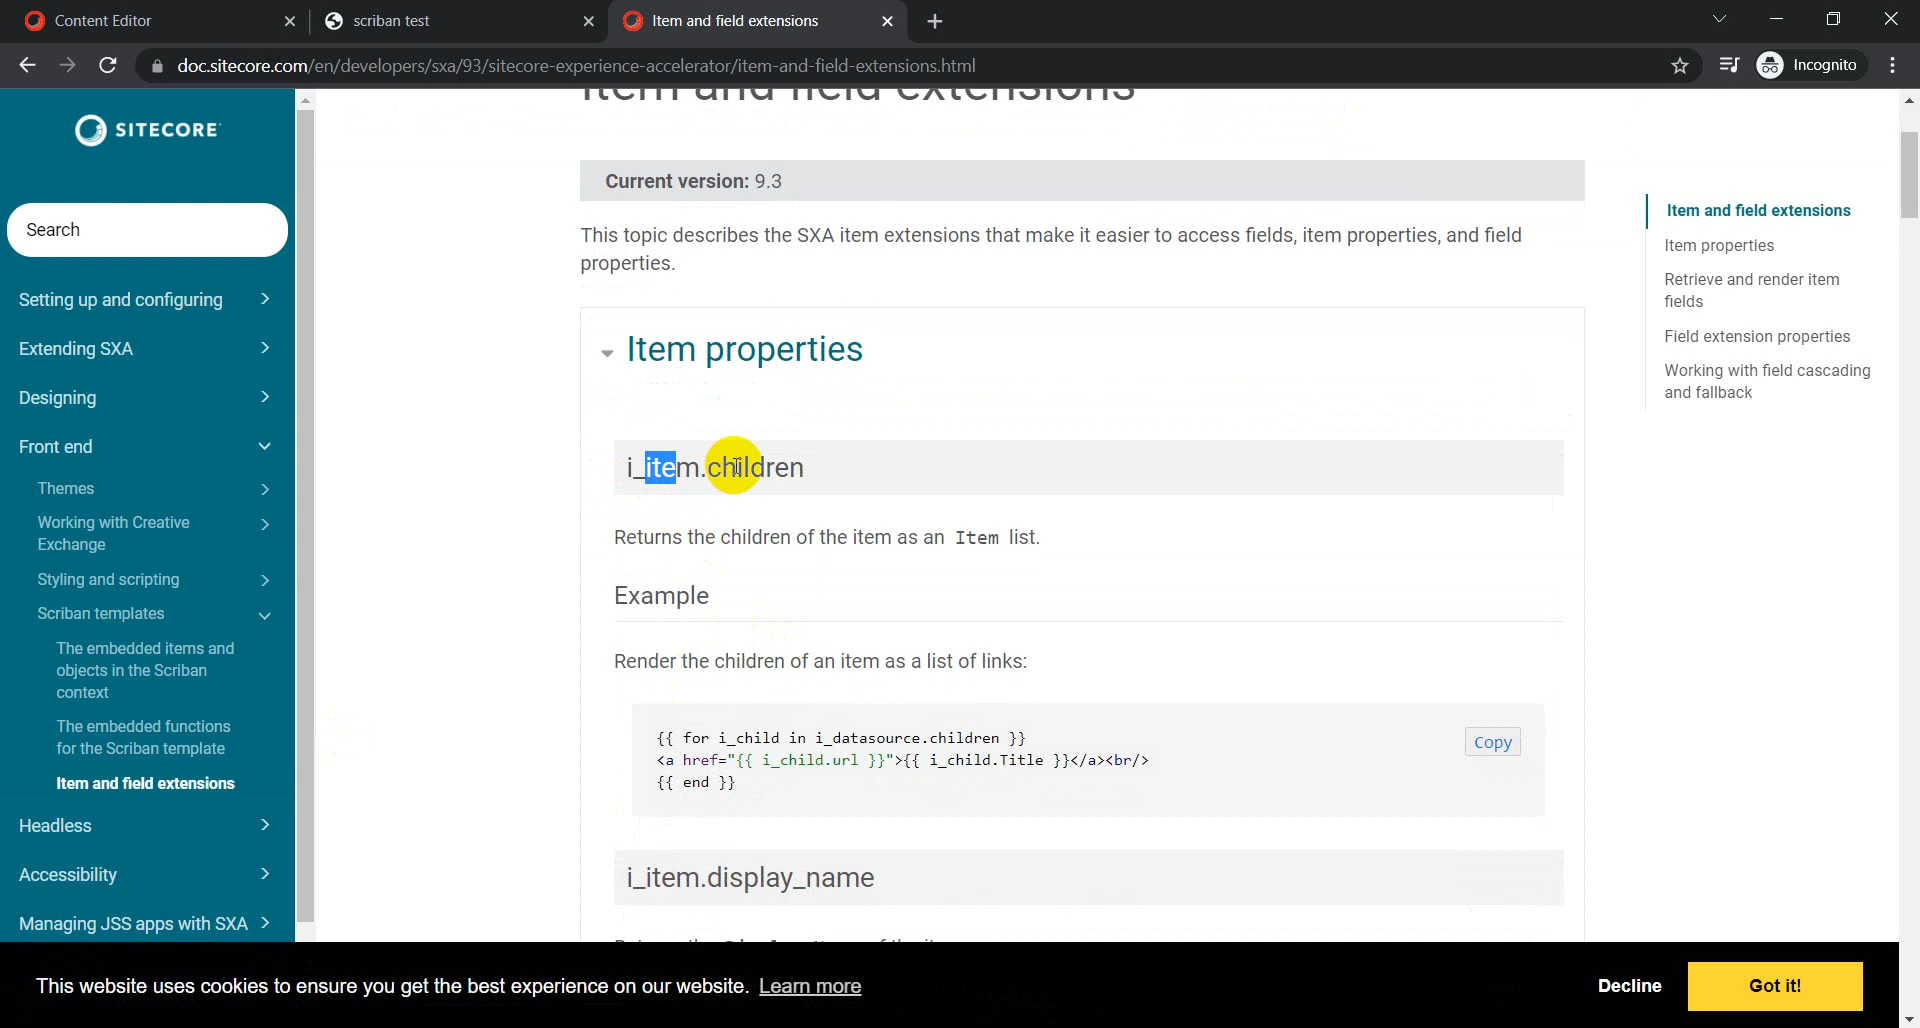 Content Editor
scriban test
Item and field extensions
doc.sitecore.com/en/developers/sxa/93/sitecore-experience-accelerator/item-and-field-extensions.html
Incognito
SITECORE
Search
Setting up and configuring
Extending SXA
Designing
Front end
Themes
Working with Creative
Exchange
Styling and scripting
Scriban templates
The embedded items and
objects in the Scriban
context
The embedded functions
for the Scriban template
Item and field extensions
Headless
Accessibility
Managing JSS apps with SXA
Item and field extensions
Current version: 9.3
This topic describes the SXA item extensions that make it easier to access fields, item properties, and field
properties.
Item properties
i_item.children
Returns the children of the item as an Item list.
Example
Render the children of an item as a list of links:
{{ for i_child in i_datasource.children }}
<a href="{{ i_child.url }}">{{ i_child.Title }}</a><br/>
{{ end }}
Copy
i_item.display_name
Item and field extensions
Item properties
Retrieve and render item
fields
Field extension properties
Working with field cascading
and fallback
This website uses cookies to ensure you get the best experience on our website. Learn more
Decline
Got it!